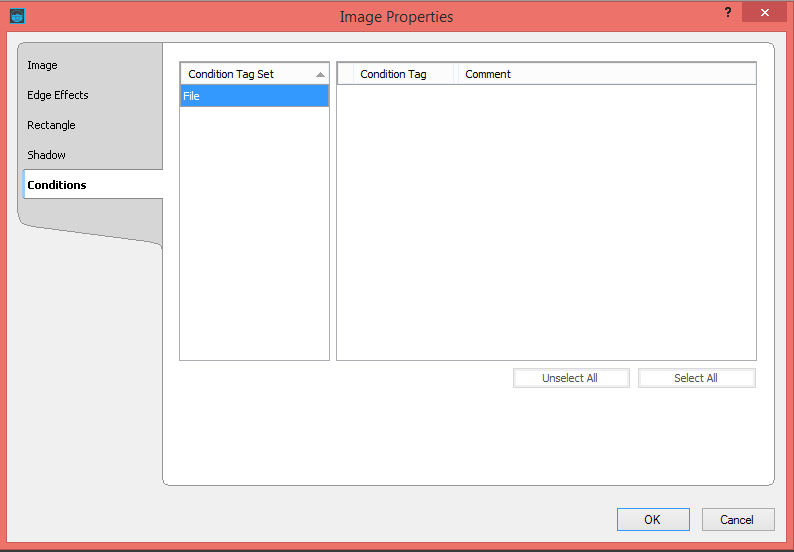 Image Properties
?
Image
Edge Effects
Rectangle
Shadow
Conditions
Condition Tag Set
File
Condition Tag Comment
Unselect All Select All
OK Cancel